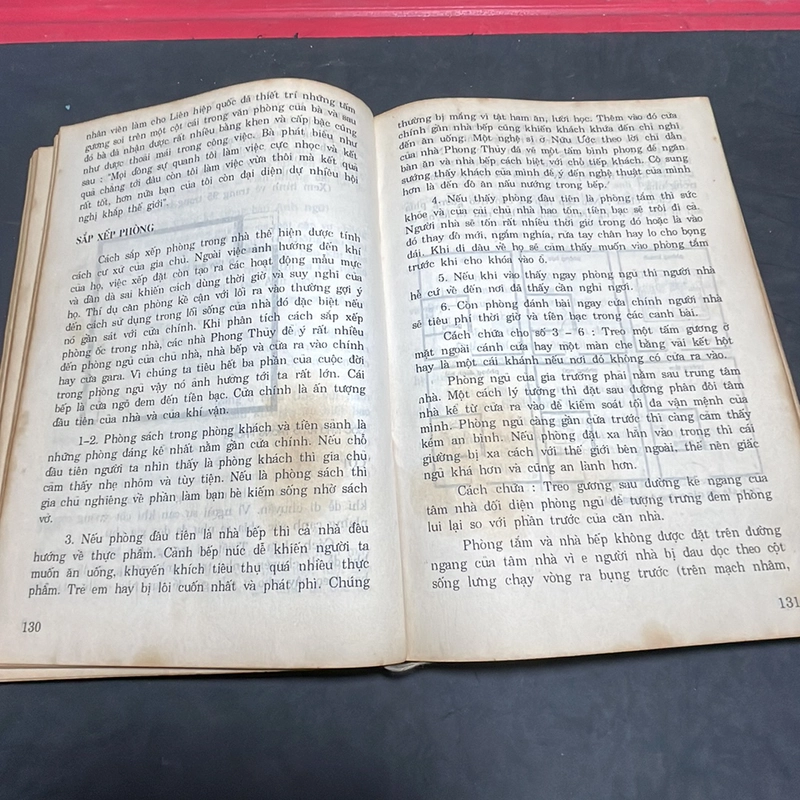 nhân viên làm cho Liên hiệp quốc đã thiết trí những tấm
gương soi trên một cột cái trong văn phòng của bà và sau
đó bà đã nhận được rất nhiều bằng khen và cấp bậc cũng
như được thoải mái trong công việc. Bà phát biểu như
sau : "Mọi dòng sự quanh tôi làm việc cực nhọc và kết
quả chẳng tới đâu còn tôi làm việc vừa thôi mà kết quả
rất tốt, hơn nữa bạn của tôi còn đại diện dự nhiều hội
nghị khắp thế giới".
SẮP XẾP PHÒNG
Cách sắp xếp phòng trong nhà thể hiện được tính
cách cư xử của gia chủ. Ngoài việc ảnh hưởng đến khí
của họ, việc xếp đặt còn tạo ra các hoạt động mẫu mực
và dần dà sai khiến cách dùng thời giờ và suy nghĩ của
họ. Thí dụ căn phòng kề cận với lối ra vào thường gợi ý
đến cách sử dụng trong lối sống của nhà đó đặc biệt nếu
nó gần sát với cửa chính. Khi phân tích cách sắp xếp
phòng ốc trong nhà, các nhà Phong Thủy để ý rất nhiều
đến phòng ngủ của chủ nhà, nhà bếp và cửa ra vào chính
hay cửa gara. Vì chúng ta tiêu hết ba phần của cuộc đời
trong phòng ngủ vậy nó ảnh hưởng tới ta rất lớn. Cái
bếp là cửa ngõ đem đến tiền bạc. Cửa chính là ấn tượng
đầu tiên của nhà và của khí vận.
1-2. Phòng sách trong phòng khách và tiền sảnh là
những phòng đáng kể nhất nằm gần cửa chính. Nếu chỗ
đầu tiên người ta nhìn thấy là phòng khách thì gia chủ
cảm thấy nhẹ nhõm và tùy tiện. Nếu là phòng sách thì
gia chủ nghiêng về phần làm bạn bè kiếm sống nhờ sách
vở.
3. Nếu phòng đầu tiên là nhà bếp thì cả nhà đều
hướng về thực phẩm. Cảnh bếp núc dễ khiến người ta
muốn ăn uống, khuyến khích tiêu thụ quá nhiều thực
phẩm. Trẻ em hay bị lôi cuốn nhất và phát phì. Chúng
130
thường bị mắng vì tật ham ăn, lười học. Thêm vào đó cửa
chính gần nhà bếp cũng khiến khách khứa đến chỉ nghĩ
đến ăn uống. Một nghệ sĩ ở Nữu Ước theo lời chỉ dẫn
của nhà Phong Thủy đã vẽ một tấm bình phong để ngăn
bàn ăn và nhà bếp cách biệt với chỗ tiếp khách. Cô sung
sướng thấy khách của mình để ý đến nghệ thuật của mình
hơn là đến đồ ăn nấu nướng trong bếp.
4. Nếu thấy phòng đầu tiên là phòng tắm thì sức
khỏe và của cải chủ nhà hao tổn, tiền bạc sẽ trôi đi cả.
Người nhà sẽ tốn rất nhiều thời giờ trong đó hoặc là vào
đó thay đồ mới, ngắm nghía, rửa tay chân hay lo cho bọng
đái. Khi đi đâu về họ sẽ cảm thấy muốn vào phòng tắm
trước khi cho khỏi vào ô.
5. Nếu khi vào thấy ngay phòng ngủ thì người nhà
hễ cứ về đến nơi đã thấy cần nghỉ ngơi.
6. Còn phòng đánh bài ngay cửa chính người nhà
sẽ tiêu phí thời giờ và tiền bạc trong các canh bài.
Cách chữa cho số 3 – 6 : Treo một tấm gương ở
mặt ngoài cánh cửa hay một màn che bằng vải kết hột
hay là một cái khánh nếu nơi đó không có cửa ra vào.
Phòng ngủ của gia trưởng phải nằm sau trung tâm
nhà. Một cách lý tưởng thì đặt sau đường phân đôi tâm
nhà kể từ cửa ra vào để kiểm soát tối đa vận mệnh của
mình. Phòng ngủ càng gần cửa trước thì càng cảm thấy
kém an bình. Nếu phòng đặt xa hẳn vào trong thì cái
giường bị xa cách với thế giới bên ngoài, thế nên giấc
ngủ khá hơn và cũng an lành hơn.
Cách chữa : Treo gương sau đường kẻ ngang của
tâm nhà đối diện phòng ngủ để tượng trưng đem phòng
lui lại so với phần trước của căn nhà.
Phòng tắm và nhà bếp không được đặt trên đường
ngang của tâm nhà vì e người nhà bị đau dọc theo cột
sống lưng chạy vòng ra bụng trước (trên mạch nhâm,
131